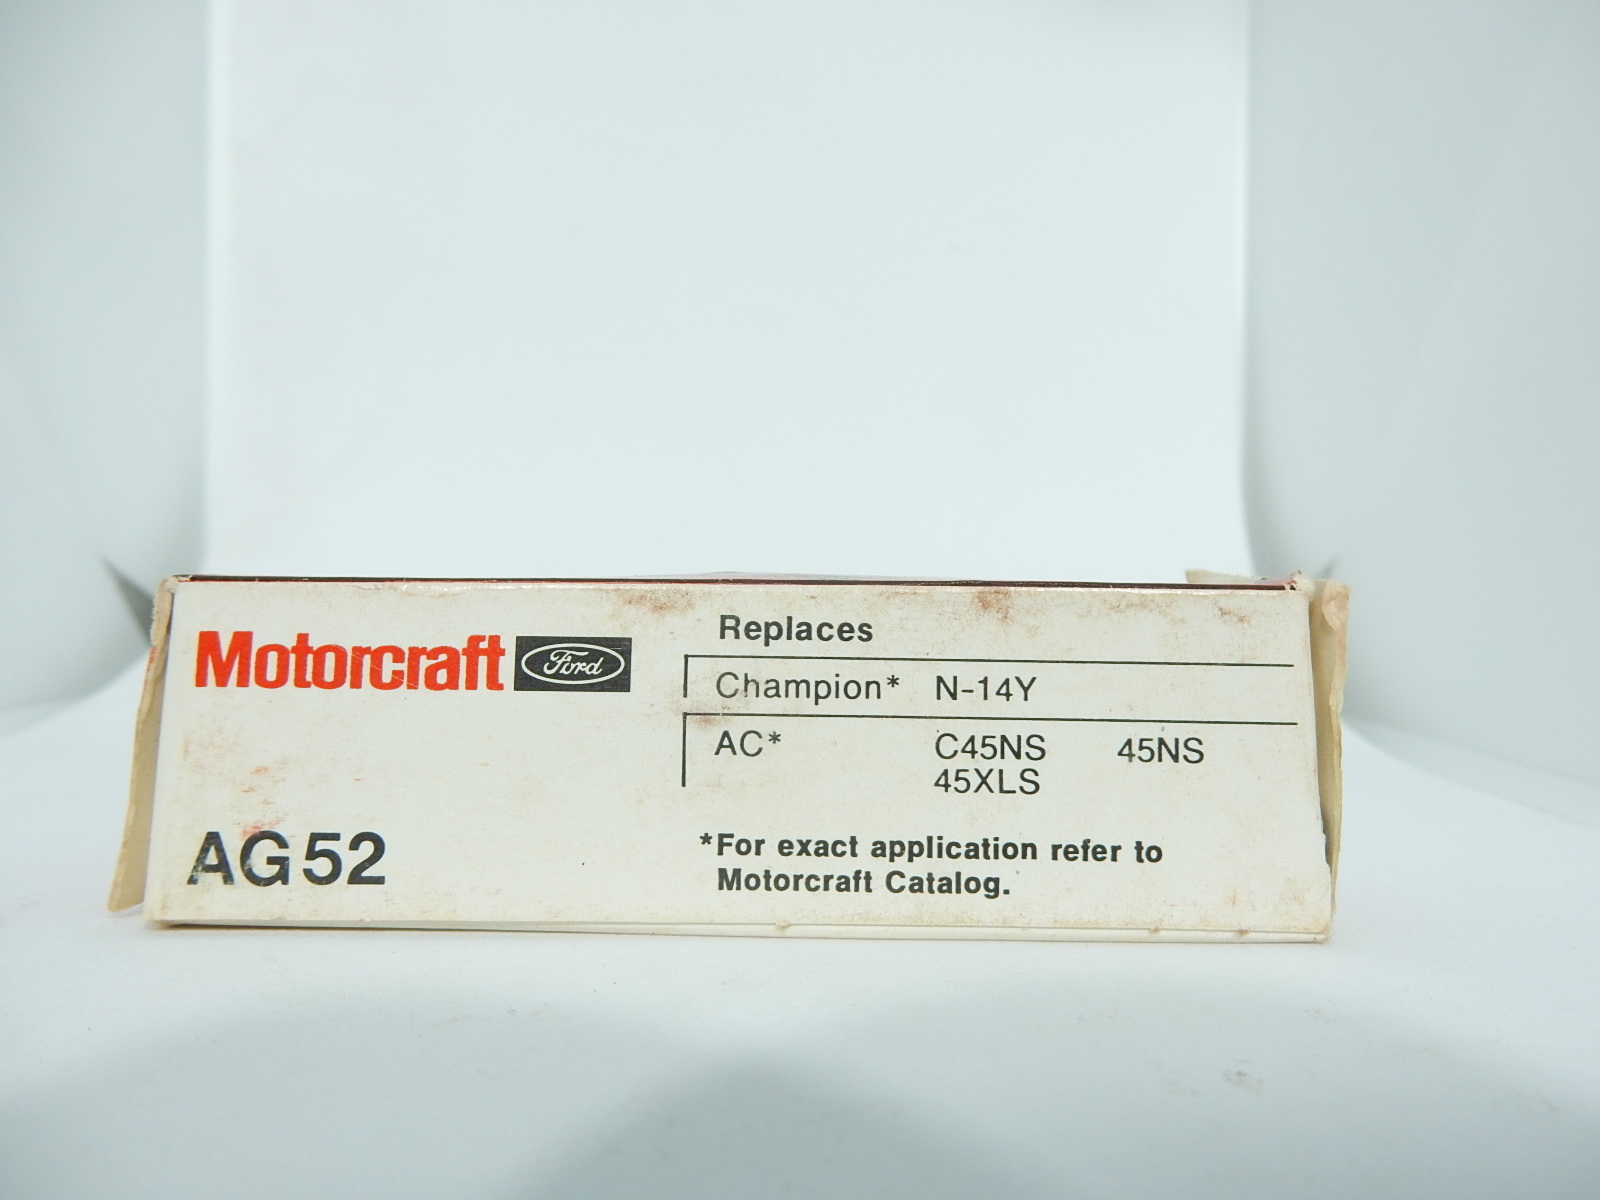 Motorcraft Ford
AG52
Replaces
Champion* N-14Y
AC* C45NS 45NS
45XLS
*For exact application refer to
Motorcraft Catalog.